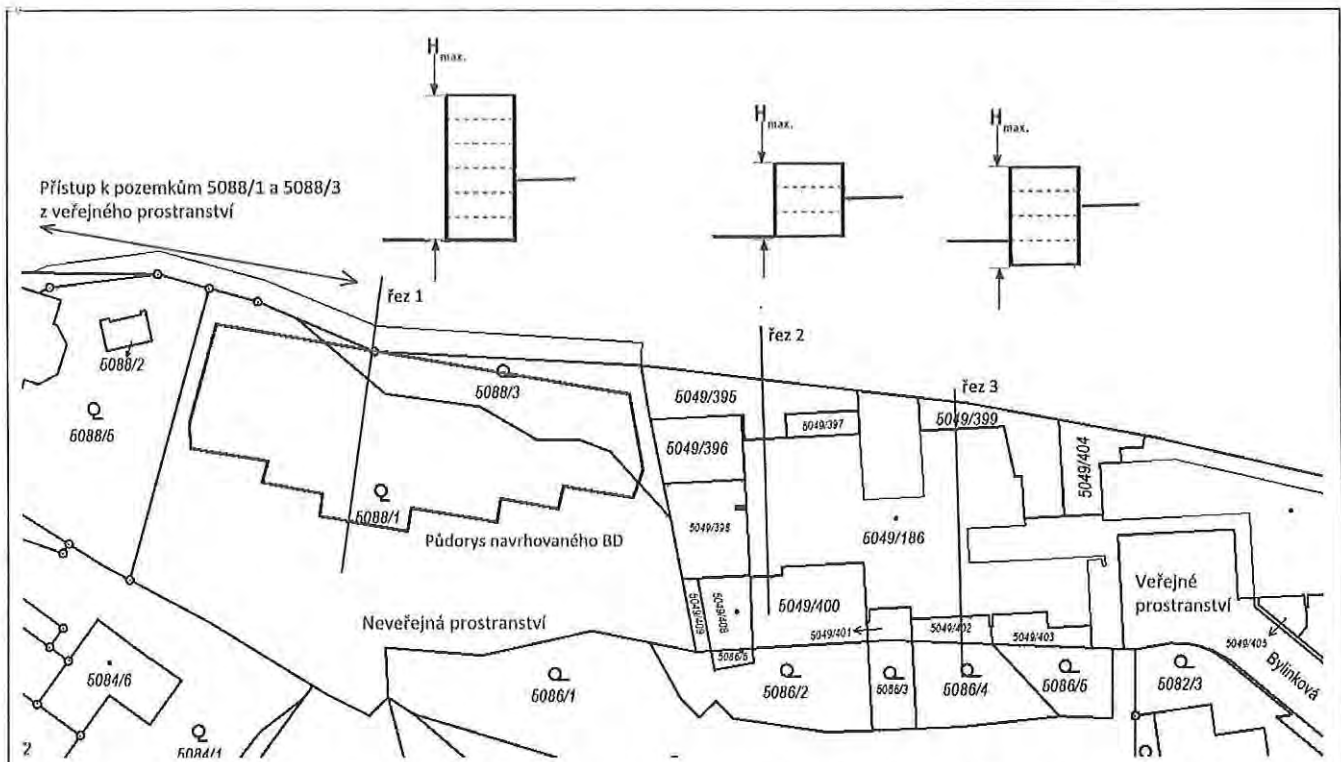 H max.
H max.
H max.
Přístup k pozemkům 5088/1 a 5088/3
z veřejného prostranství
řez 1
řez 2
řez 3
5088/2
5088/5
5088/3
5088/1
Půdorys navrhovaného BD
Neveřejná prostranství
5049/395
5049/396
5049/397
5049/399
5049/404
5049/398
5049/186
5049/409
5049/408
5049/400
5049/401
5049/402
5049/403
Veřejné
prostranství
5049/405
Bylinková
5084/6
5084/1
5086/1
5086/6
5086/2
5086/3
5086/4
5086/5
5082/3
2